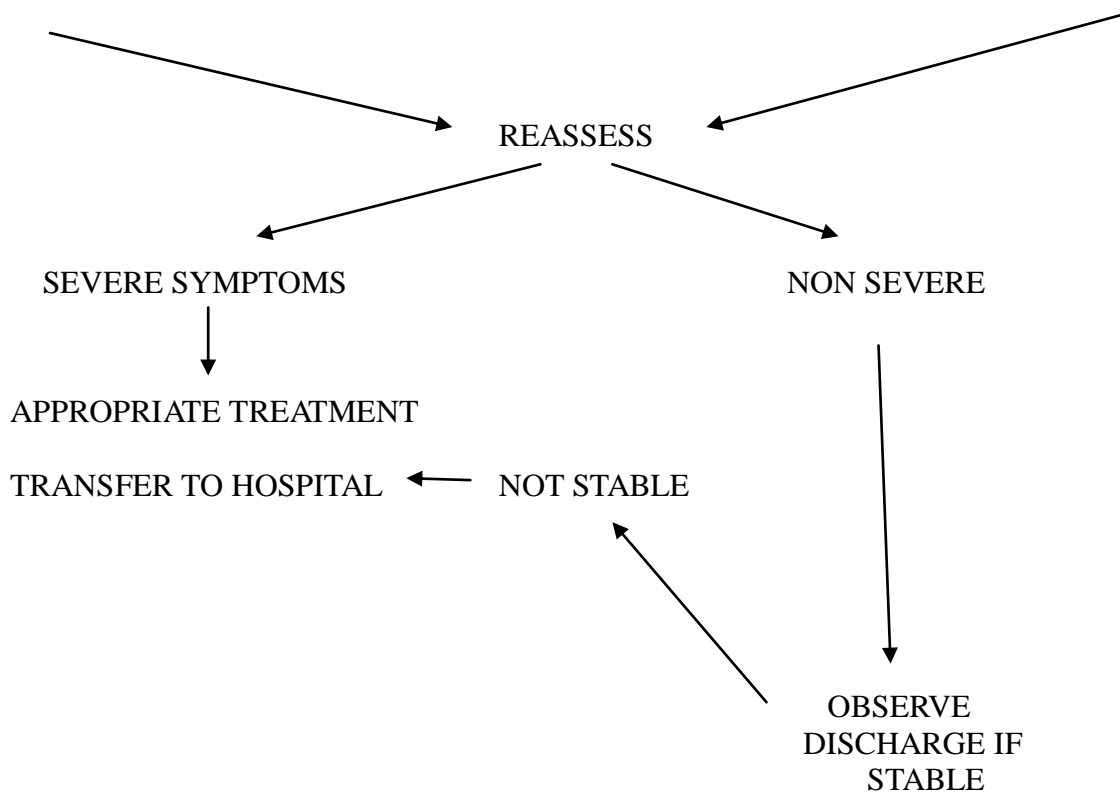 REASSESS
SEVERE SYMPTOMS
NON SEVERE
APPROPRIATE TREATMENT
TRANSFER TO HOSPITAL
NOT STABLE
OBSERVE
DISCHARGE IF
STABLE